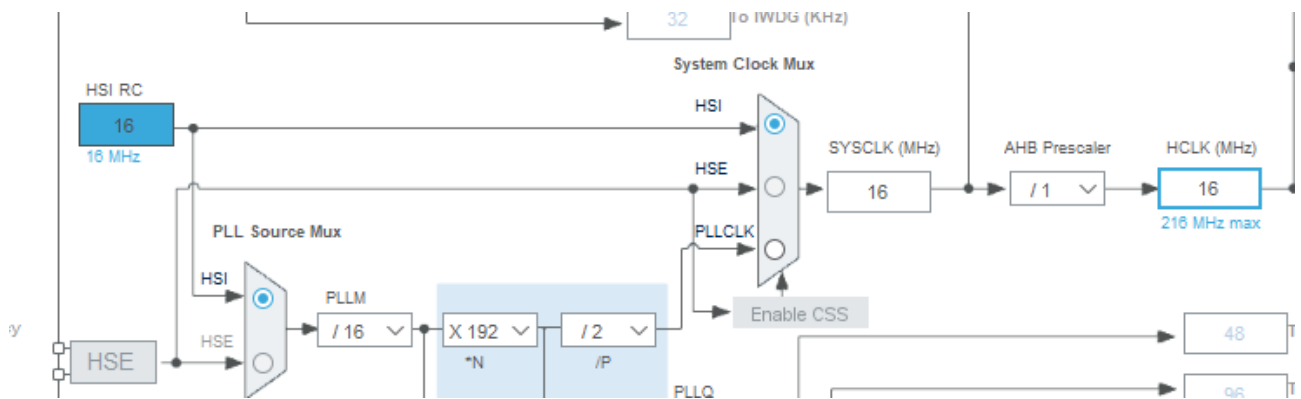 32
To IWDG (KHz)
System Clock Mux
HSI RC
16
16 MHz
HSI
HSE
PLLCLK
SYSCLK (MHz)
16
AHB Prescaler
/ 1
HCLK (MHz)
16
216 MHz max
PLL Source Mux
HSI
HSE
HSE
PLLM
/ 16
X 192
*N
/ 2
/P
Enable CSS
PLLQ
48
T
96
T